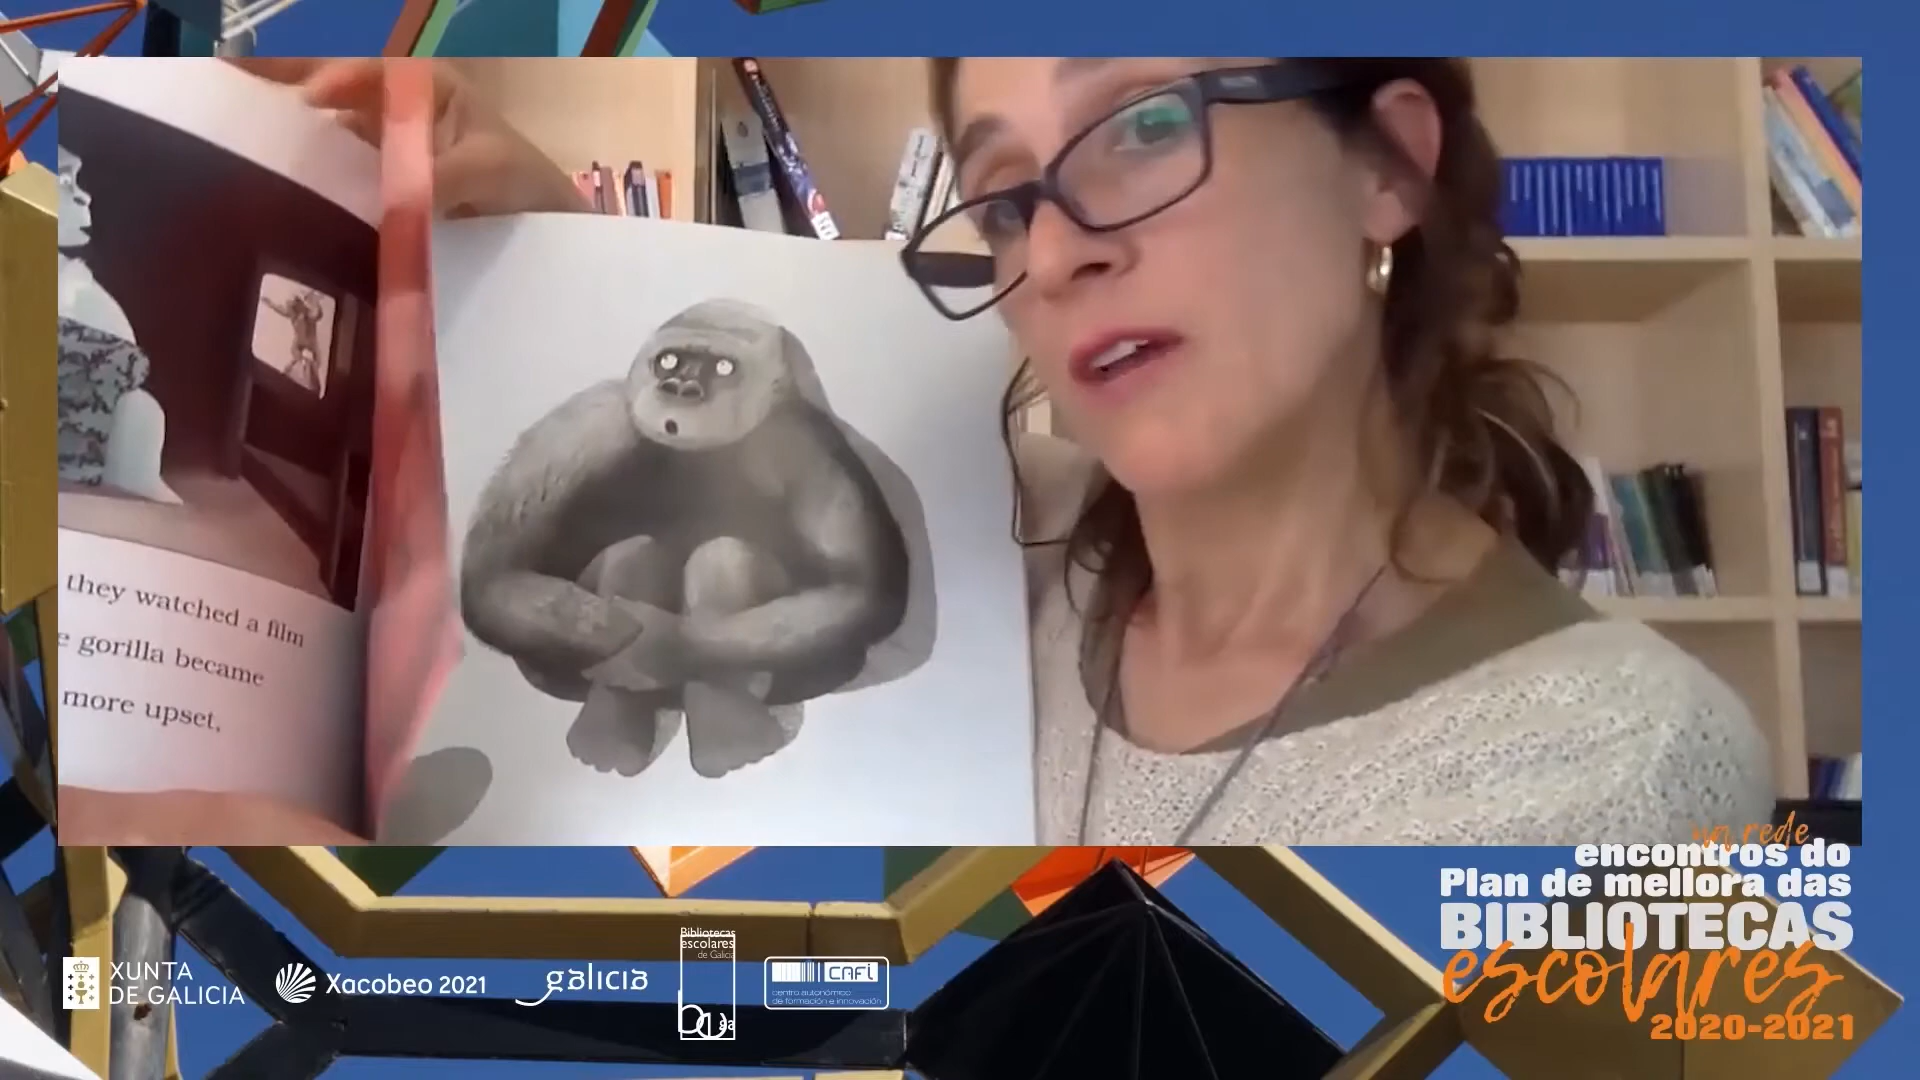 they watched a film
e gorilla became
more upset,
na rede
encontros do
Plan de mellora das
BIBLIOTECAS
escolares
2020-2021
XUNTA
DE GALICIA
Xacobeo 2021
galicia
Bibliotecas
escolares
de Galicia
CAFi
centro autonómico
de formación e innovación